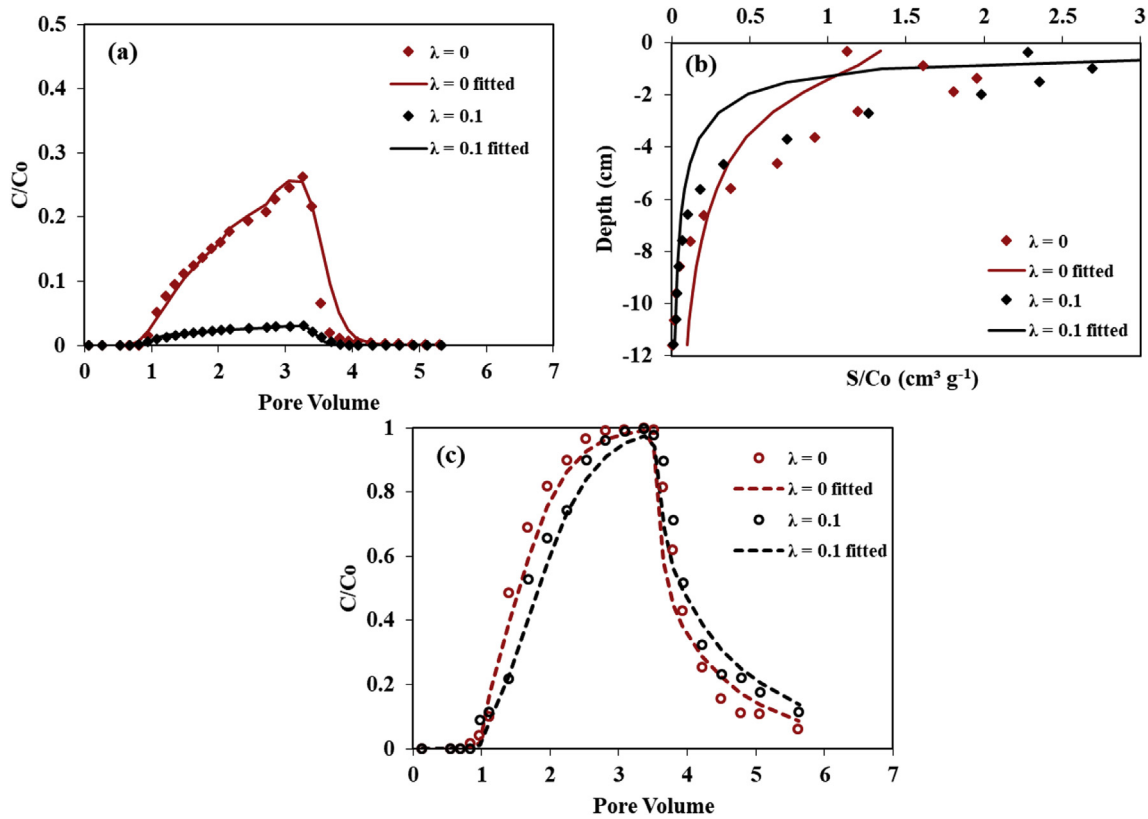 (a)
0.5
0.4
0.3
0.2
0.1
0
C/Co
λ = 0
λ = 0 fitted
λ = 0.1
λ = 0.1 fitted
0 1 2 3 4 5 6 7
Pore Volume
0 0.5 1 1.5 2 2.5 3
(b)
0
-2
-4
-6
-8
-10
-12
Depth (cm)
λ = 0
λ = 0 fitted
λ = 0.1
λ = 0.1 fitted
S/Co (cm³ g⁻¹)
(c)
1
0.8
0.6
0.4
0.2
0
C/Co
λ = 0
λ = 0 fitted
λ = 0.1
λ = 0.1 fitted
0 1 2 3 4 5 6 7
Pore Volume